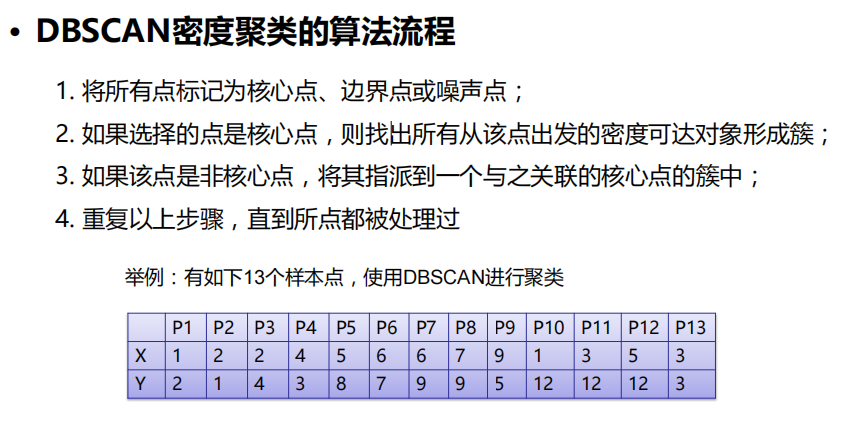 • DBSCAN密度聚类的算法流程
1. 将所有点标记为核心点、边界点或噪声点；
2. 如果选择的点是核心点，则找出所有从该点出发的密度可达对象形成簇；
3. 如果该点是非核心点，将其指派到一个与之关联的核心点的簇中；
4. 重复以上步骤，直到所点都被处理过
举例：有如下13个样本点，使用DBSCAN进行聚类
P1 P2 P3 P4 P5 P6 P7 P8 P9 P10 P11 P12 P13
X 1 2 2 4 5 6 6 7 9 1 3 5 3
Y 2 1 4 3 8 7 9 9 5 12 12 12 3